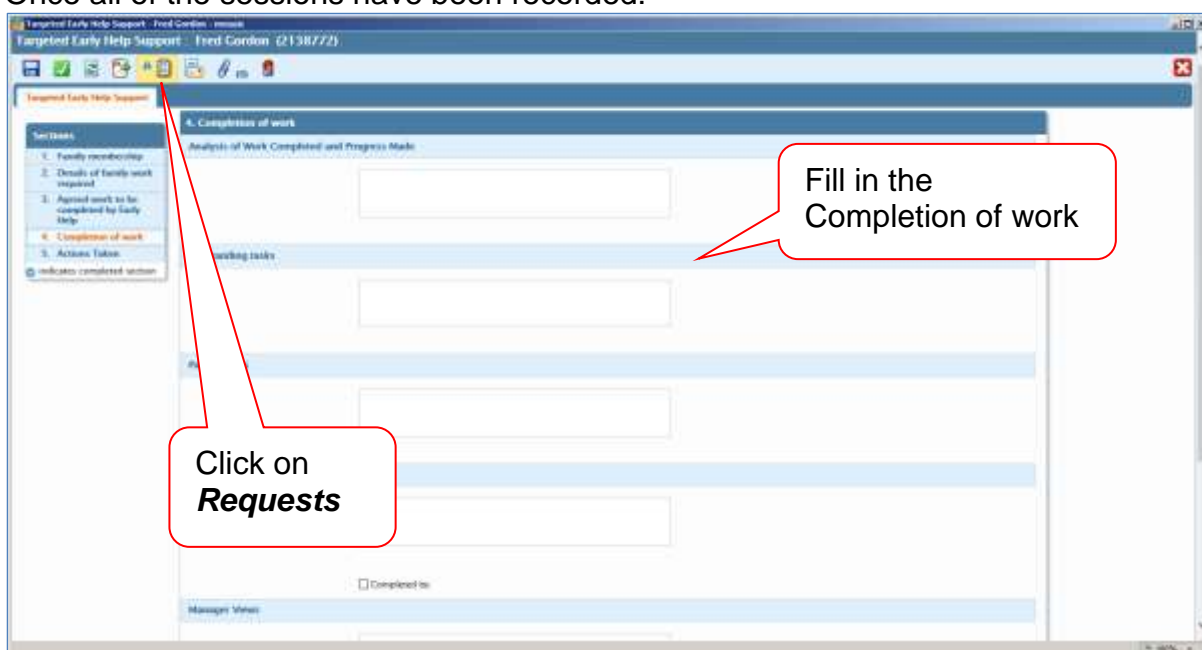 Once all of the sessions have been recorded.
Targeted Early Help Support - Fred Gordon - mosaic
Targeted Early Help Support : Fred Gordon (2138772)
Targeted Early Help Support
Sections
1. Family membership
2. Details of family work
required
3. Agreed work to be
completed by Early
Help
4. Completion of work
5. Actions Taken
indicates completed section
4. Completion of work
Analysis of Work Completed and Progress Made
Fill in the
Completion of work
tasks
Click on
Requests
Completed
Manager Views